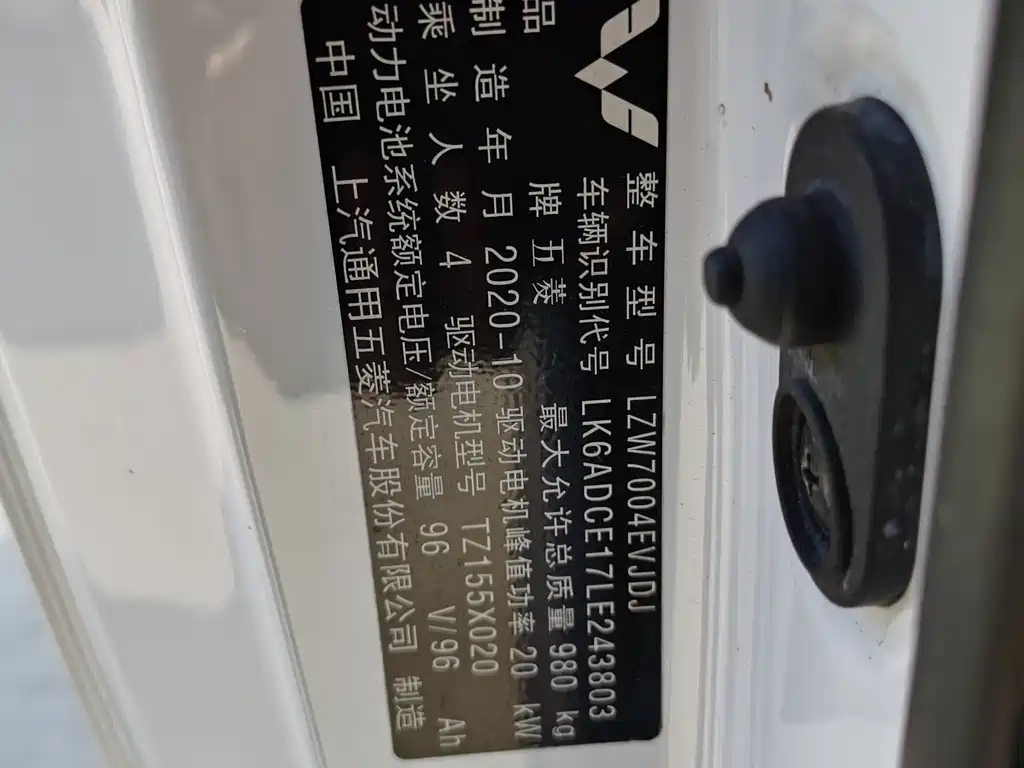 整车型号 LZW7004EVJDJ
车辆识别代号 LK6ADCE17LE243803
品牌 五菱 最大允许总质量 980 kg
制造年月 2020-10 驱动电机峰值功率 20 kW
乘坐人数 4 驱动电机型号 TZ155X020
动力电池系统额定电压/额定容量 96 V/96 Ah
中国 上汽通用五菱汽车股份有限公司 制造